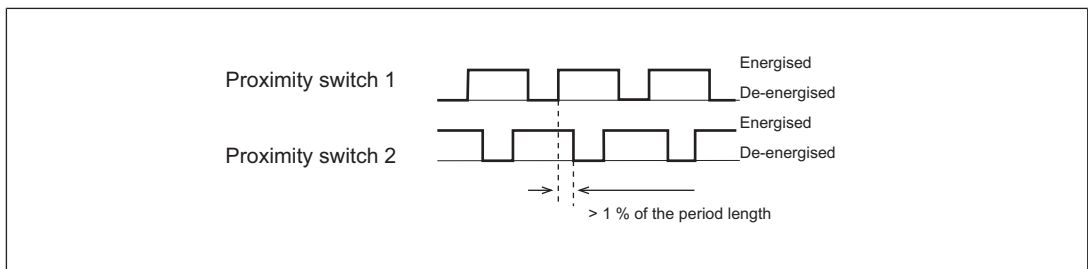 Proximity switch 1
Energised
De-energised
Energised
Proximity switch 2
De-energised
> 1 % of the period length